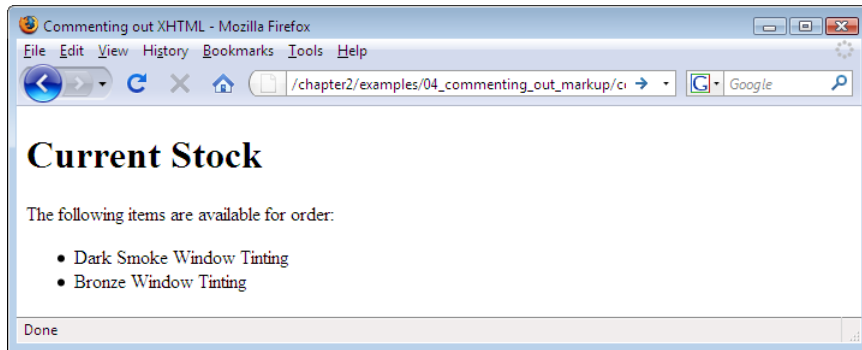 Commenting out XHTML - Mozilla Firefox
File Edit View History Bookmarks Tools Help
/chapter2/examples/04_commenting_out_markup/c G Google
Current Stock
The following items are available for order:
• Dark Smoke Window Tinting
• Bronze Window Tinting
Done